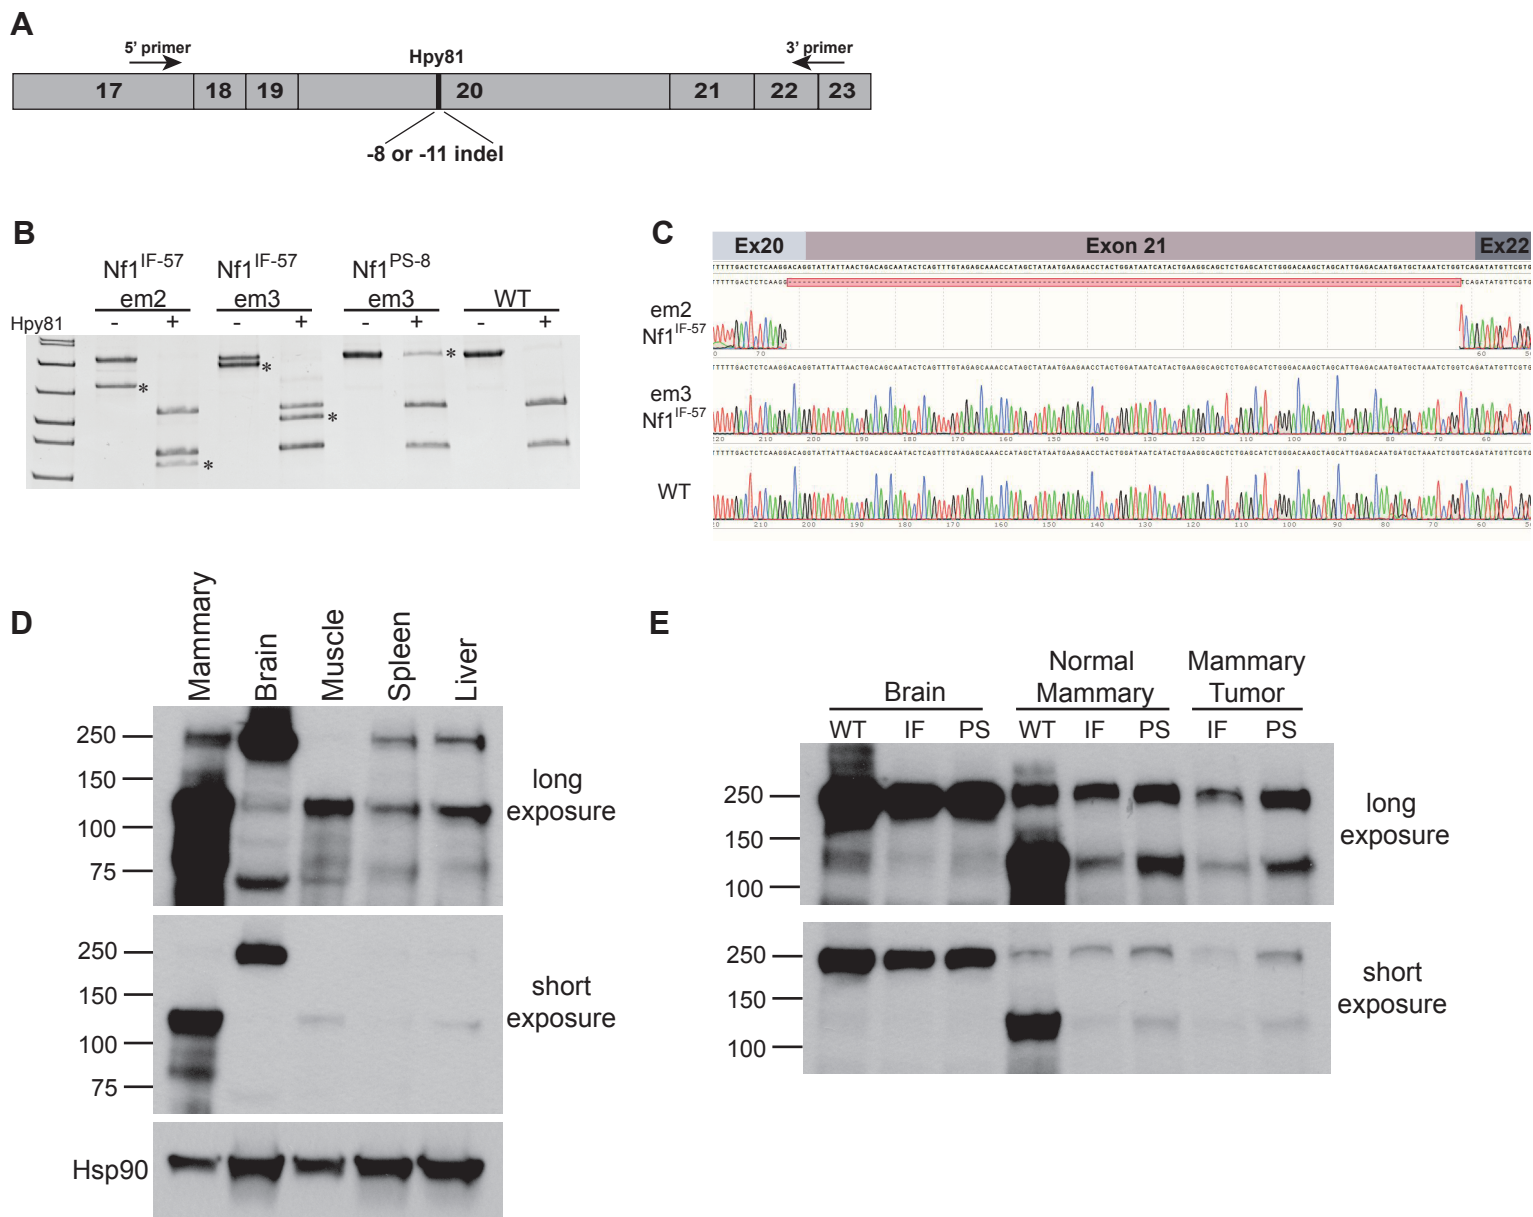 A
5' primer
Hpy81
3' primer
17 18 19 20 21 22 23
-8 or -11 indel
B
Nf1IF-57 Nf1IF-57 Nf1PS-8
em2 em3 em3 WT
Hpy81 - + - + - + - +
*
*
*
*
*
C
Ex20 Exon 21 Ex22
em2
Nf1IF-57
em3
Nf1IF-57
WT
D
Mammary
Brain
Muscle
Spleen
Liver
250
150
100
75
long
exposure
250
150
100
75
short
exposure
Hsp90
E
Brain
Normal
Mammary
Mammary
Tumor
WT IF PS WT IF PS IF PS
250
150
100
long
exposure
250
150
100
short
exposure